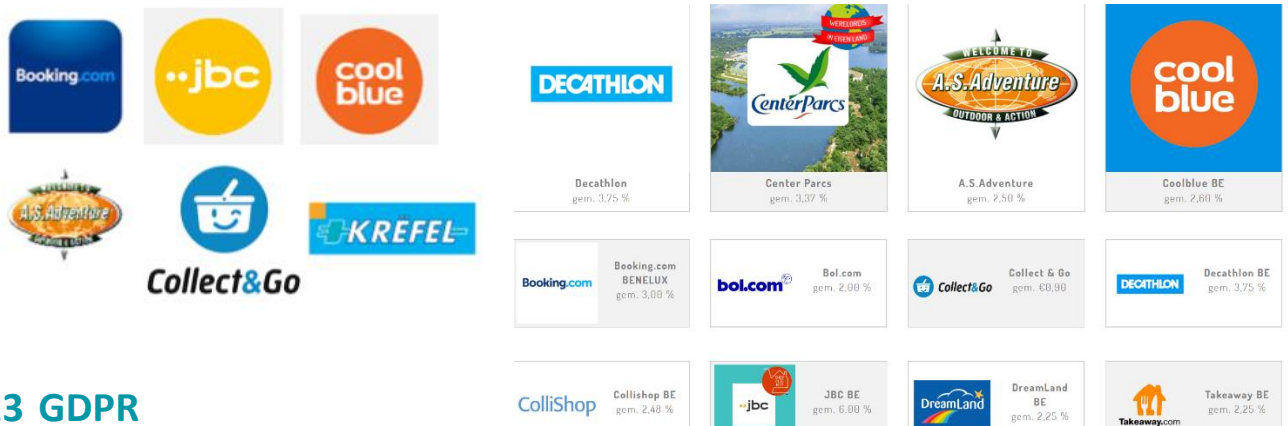 Booking.com
jbc
cool
blue
A.S.Adventure
Collect&Go
KRËFEL
DECATHLON
Decathlon
gem. 3,75 %
WERELDREIS
IN EIGEN LAND
CenterParcs
Center Parcs
gem. 3,37 %
WELCOME TO
A.S.Adventure
OUTDOOR & ACTION
A.S.Adventure
gem. 2,50 %
cool
blue
Coolblue BE
gem. 2,60 %
Booking.com
Booking.com
BENELUX
gem. 3,00 %
bol.com
Bol.com
gem. 2,00 %
Collect&Go
Collect & Go
gem. €0,90
DECATHLON
Decathlon BE
gem. 3,75 %
ColliShop
Collishop BE
gem. 2,48 %
jbc
JBC BE
gem. 6,00 %
DreamLand
DreamLand
BE
gem. 2,25 %
Takeaway.com
Takeaway BE
gem. 2,25 %
3 GDPR